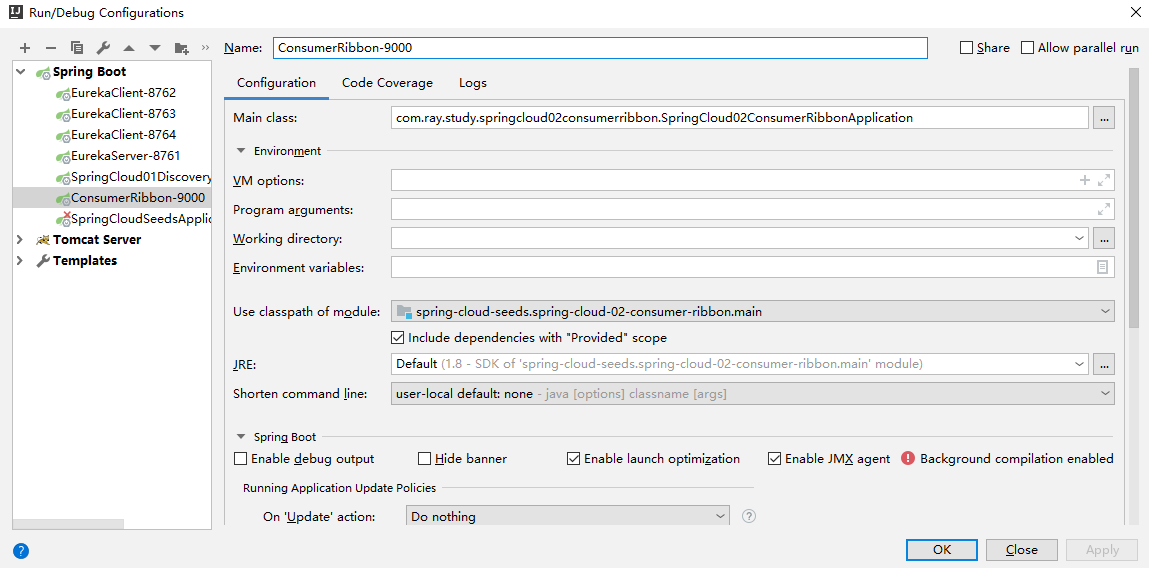 Run/Debug Configurations
Name: ConsumerRibbon-9000 Share Allow parallel run
Spring Boot
EurekaClient-8762
EurekaClient-8763
EurekaClient-8764
EurekaServer-8761
SpringCloud01Discovery
ConsumerRibbon-9000
SpringCloudSeedsApplic
Tomcat Server
Templates
Configuration Code Coverage Logs
Main class: com.ray.study.springcloud02consumerribbon.SpringCloud02ConsumerRibbonApplication ...
Environment
VM options:
Program arguments:
Working directory: ...
Environment variables:
Use classpath of module: spring-cloud-seeds.spring-cloud-02-consumer-ribbon.main
Include dependencies with "Provided" scope
JRE: Default (1.8 - SDK of 'spring-cloud-seeds.spring-cloud-02-consumer-ribbon.main' module) ...
Shorten command line: user-local default: none - java [options] classname [args]
Spring Boot
Enable debug output Hide banner Enable launch optimization Enable JMX agent Background compilation enabled
Running Application Update Policies
On 'Update' action: Do nothing ?
? OK Close Apply